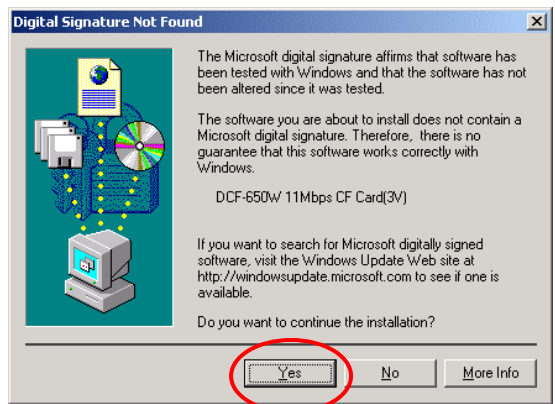 Digital Signature Not Found
The Microsoft digital signature affirms that software has
been tested with Windows and that the software has not
been altered since it was tested.
The software you are about to install does not contain a
Microsoft digital signature. Therefore, there is no
guarantee that this software works correctly with
Windows.
DCF-650W 11Mbps CF Card(3V)
If you want to search for Microsoft digitally signed
software, visit the Windows Update Web site at
http://windowsupdate.microsoft.com to see if one is
available.
Do you want to continue the installation?
Yes No More Info